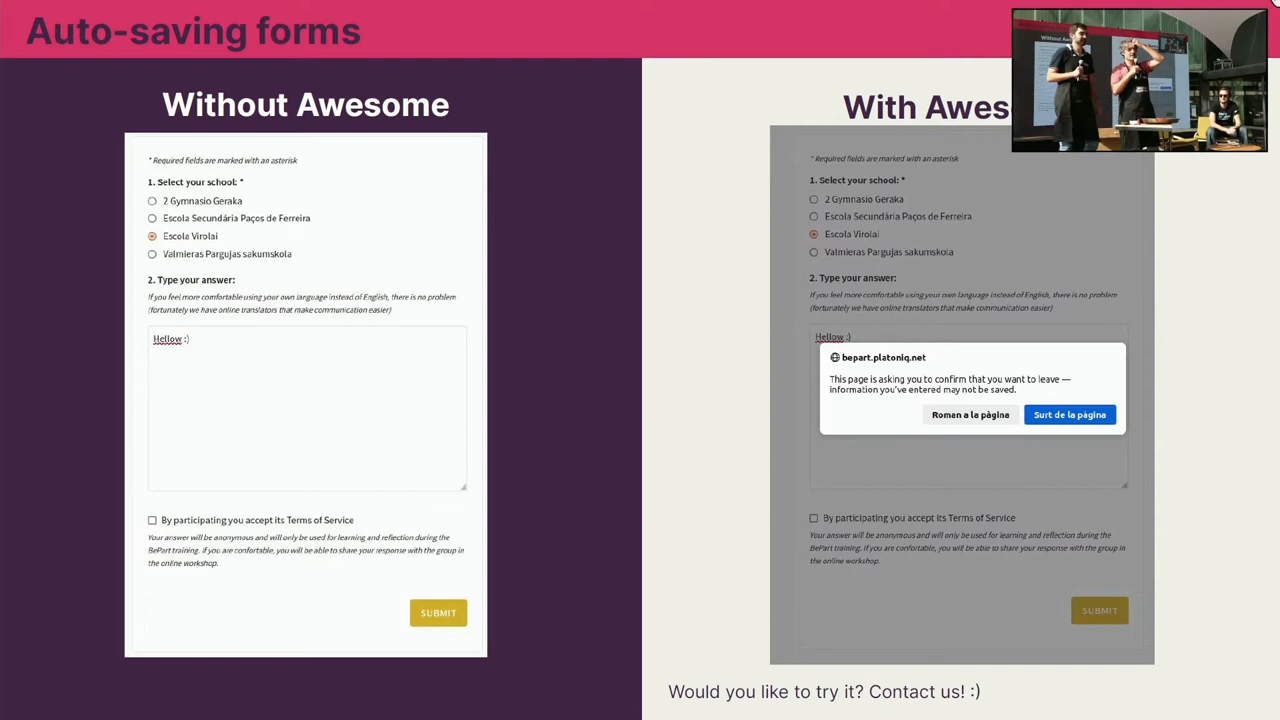 Auto-saving forms
Without Awesome
* Required fields are marked with an asterisk
1. Select your school: *
2 Gymnasio Geraka
Escola Secundária Paços de Ferreira
Escola Virolai
Valmieras Pargujas sakumskola
2. Type your answer:
If you feel more comfortable using your own language instead of English, there is no problem
(fortunately we have online translators that make communication easier)
Hellow :)
By participating you accept its Terms of Service
Your answer will be anonymous and will only be used for learning and reflection during the
BePart training. if you are confortable, you will be able to share your response with the group in
the online workshop.
SUBMIT
With Awes
* Required fields are marked with an asterisk
1. Select your school: *
2 Gymnasio Geraka
Escola Secundária Paços de Ferreira
Escola Virolai
Valmieras Pargujas sakumskola
2. Type your answer:
If you feel more comfortable using your own language instead of English, there is no problem
(fortunately we have online translators that make communication easier)
Hellow :)
bepart.platoniq.net
This page is asking you to confirm that you want to leave —
information you've entered may not be saved.
Roman a la pàgina
Surt de la pàgina
By participating you accept its Terms of Service
Your answer will be anonymous and will only be used for learning and reflection during the
BePart training. If you are confortable, you will be able to share your response with the group in
the online workshop.
SUBMIT
Would you like to try it? Contact us! :)